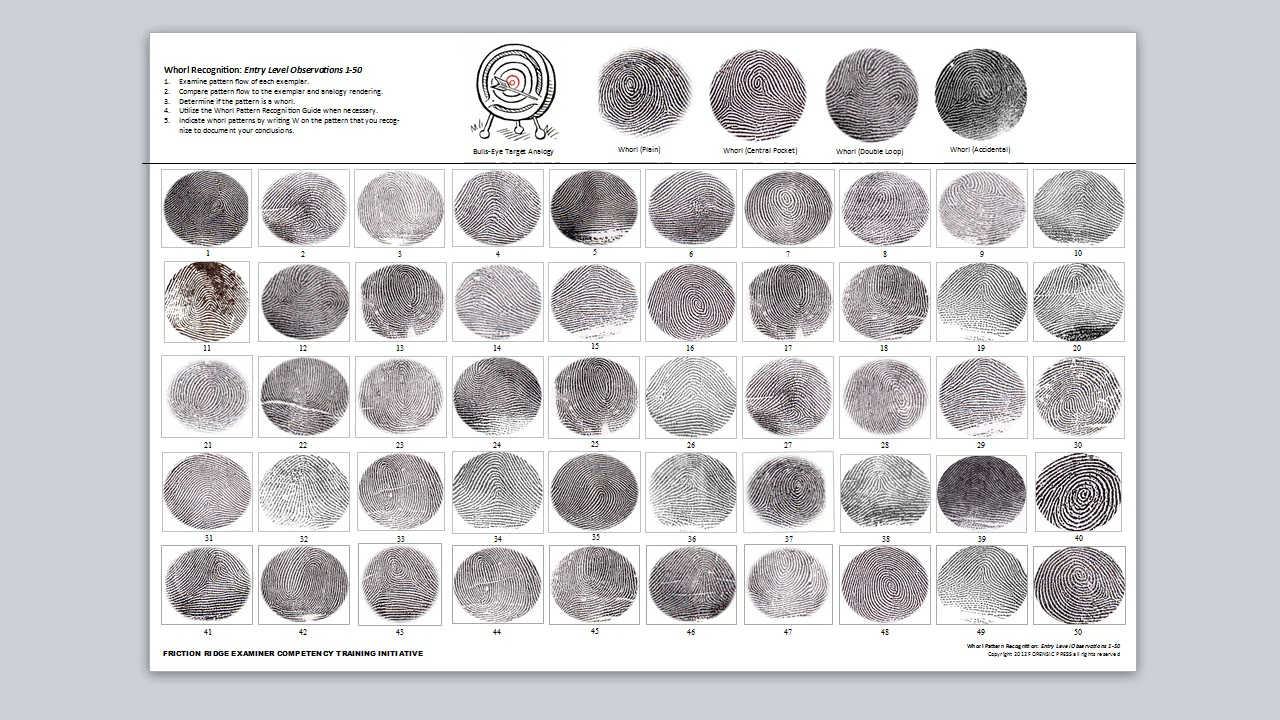 Whorl Recognition: Entry Level Observations 1-50
1. Examine pattern flow of each exemplar.
2. Compare pattern flow to the exemplar and analogy rendering.
3. Determine if the pattern is a whorl.
4. Utilize the Whorl Pattern Recognition Guide when necessary.
5. Indicate whorl patterns by writing W on the pattern that you recog-
nize to document your conclusions.
Bulls-Eye Target Analogy
Whorl (Plain)
Whorl (Central Pocket)
Whorl (Double Loop)
Whorl (Accidental)
1 2 3 4 5 6 7 8 9 10
11 12 13 14 15 16 17 18 19 20
21 22 23 24 25 26 27 28 29 30
31 32 33 34 35 36 37 38 39 40
41 42 43 44 45 46 47 48 49 50
FRICTION RIDGE EXAMINER COMPETENCY TRAINING INITIATIVE
Whorl Pattern Recognition: Entry Level Observations 1-50
Copyright 2013 FORENSIC PRESS all rights reserved